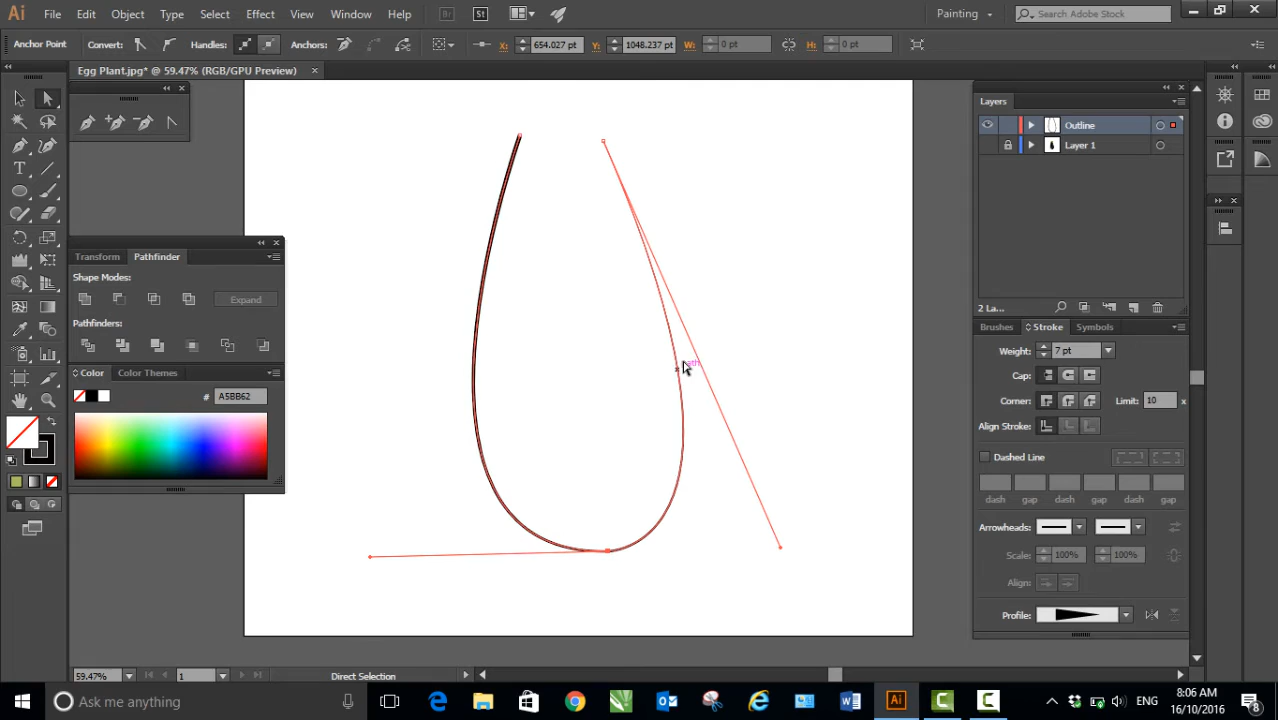 Ai File Edit Object Type Select Effect View Window Help Br St Painting Search Adobe Stock
Anchor Point Convert: Handles: Anchors: X: 654.027 pt Y: 1048.237 pt W: 0 pt H: 0 pt
Egg Plant.jpg* @ 59.47% (RGB/GPU Preview)
Layers
Outline
Layer 1
Transform Pathfinder
Shape Modes:
Expand
Pathfinders:
2 La...
Brushes Stroke Symbols
Weight: 7 pt
Color Color Themes
Cap:
# A5BB62
Corner: Limit: 10 x
Align Stroke:
Dashed Line
dash gap dash gap dash gap
Arrowheads:
Scale: 100% 100%
Align:
Profile:
59.47% 1 Direct Selection
Ask me anything
ENG
8:06 AM
16/10/2016
8